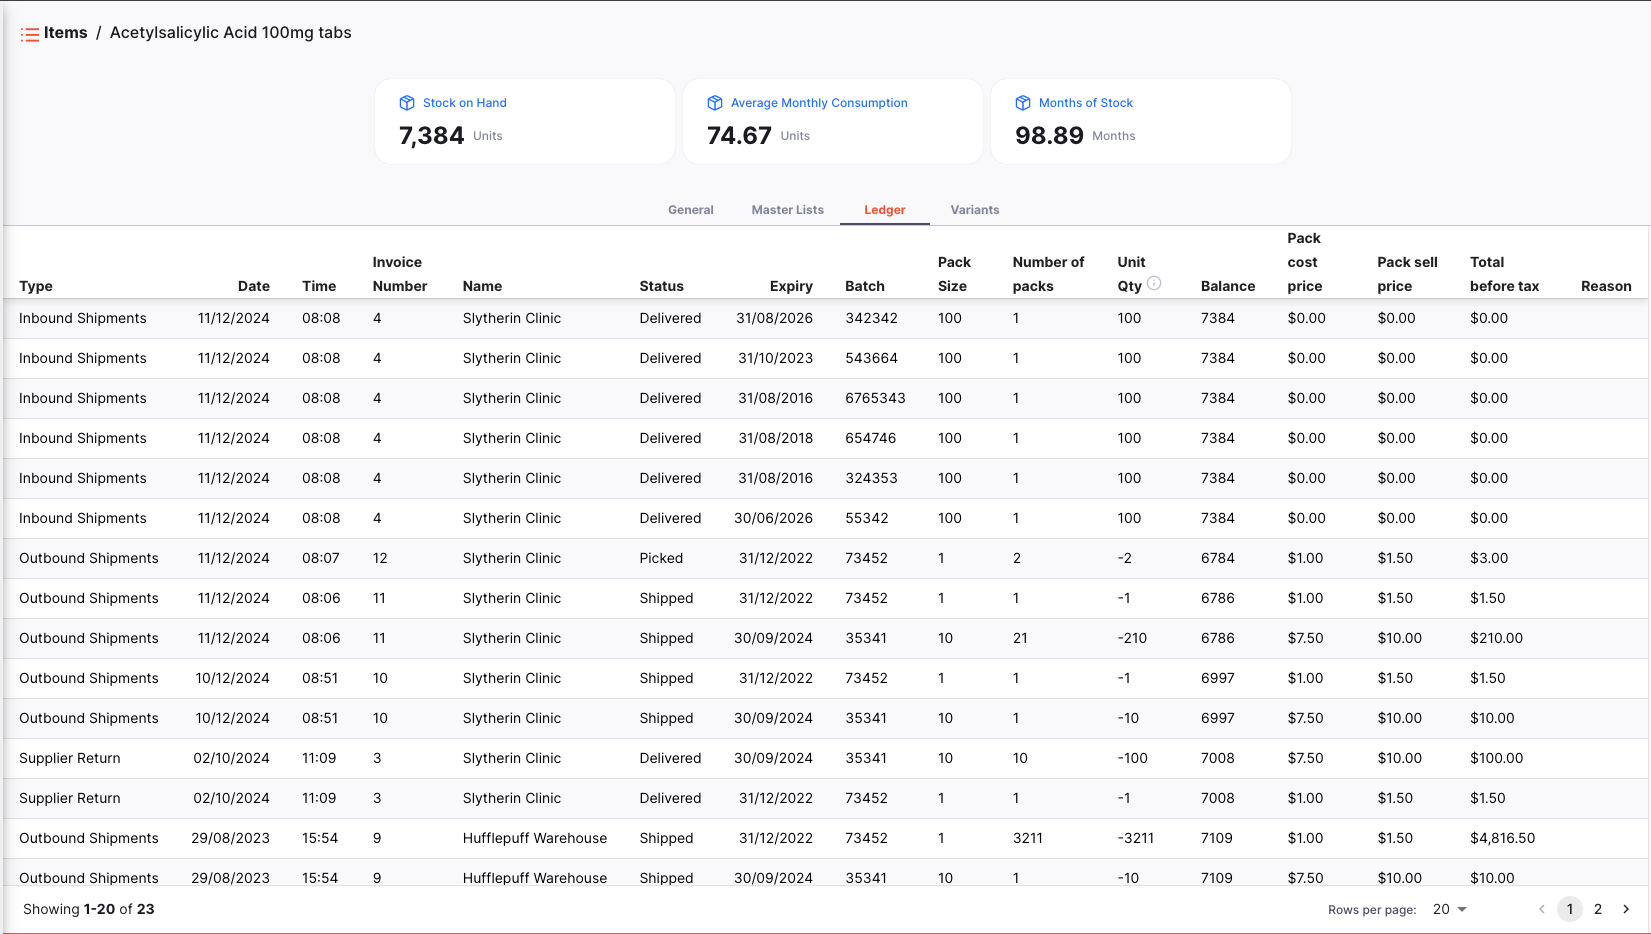 Items / Acetylsalicylic Acid 100mg tabs
Stock on Hand
7,384 Units
Average Monthly Consumption
74.67 Units
Months of Stock
98.89 Months
General Master Lists Ledger Variants
Type Date Time Invoice Number Name Status Expiry Batch Pack Size Number of packs Unit Qty Balance Pack cost price Pack sell price Total before tax Reason
Inbound Shipments 11/12/2024 08:08 4 Slytherin Clinic Delivered 31/08/2026 342342 100 1 100 7384 $0.00 $0.00 $0.00
Inbound Shipments 11/12/2024 08:08 4 Slytherin Clinic Delivered 31/10/2023 543664 100 1 100 7384 $0.00 $0.00 $0.00
Inbound Shipments 11/12/2024 08:08 4 Slytherin Clinic Delivered 31/08/2016 6765343 100 1 100 7384 $0.00 $0.00 $0.00
Inbound Shipments 11/12/2024 08:08 4 Slytherin Clinic Delivered 31/08/2018 654746 100 1 100 7384 $0.00 $0.00 $0.00
Inbound Shipments 11/12/2024 08:08 4 Slytherin Clinic Delivered 31/08/2016 324353 100 1 100 7384 $0.00 $0.00 $0.00
Inbound Shipments 11/12/2024 08:08 4 Slytherin Clinic Delivered 30/06/2026 55342 100 1 100 7384 $0.00 $0.00 $0.00
Outbound Shipments 11/12/2024 08:07 12 Slytherin Clinic Picked 31/12/2022 73452 1 2 -2 6784 $1.00 $1.50 $3.00
Outbound Shipments 11/12/2024 08:06 11 Slytherin Clinic Shipped 31/12/2022 73452 1 1 -1 6786 $1.00 $1.50 $1.50
Outbound Shipments 11/12/2024 08:06 11 Slytherin Clinic Shipped 30/09/2024 35341 10 21 -210 6786 $7.50 $10.00 $210.00
Outbound Shipments 10/12/2024 08:51 10 Slytherin Clinic Shipped 31/12/2022 73452 1 1 -1 6997 $1.00 $1.50 $1.50
Outbound Shipments 10/12/2024 08:51 10 Slytherin Clinic Shipped 30/09/2024 35341 10 1 -10 6997 $7.50 $10.00 $10.00
Supplier Return 02/10/2024 11:09 3 Slytherin Clinic Delivered 30/09/2024 35341 10 10 -100 7008 $7.50 $10.00 $100.00
Supplier Return 02/10/2024 11:09 3 Slytherin Clinic Delivered 31/12/2022 73452 1 1 -1 7008 $1.00 $1.50 $1.50
Outbound Shipments 29/08/2023 15:54 9 Hufflepuff Warehouse Shipped 31/12/2022 73452 1 3211 -3211 7109 $1.00 $1.50 $4,816.50
Outbound Shipments 29/08/2023 15:54 9 Hufflepuff Warehouse Shipped 30/09/2024 35341 10 1 -10 7109 $7.50 $10.00 $10.00
Showing 1-20 of 23 Rows per page: 20 1 2